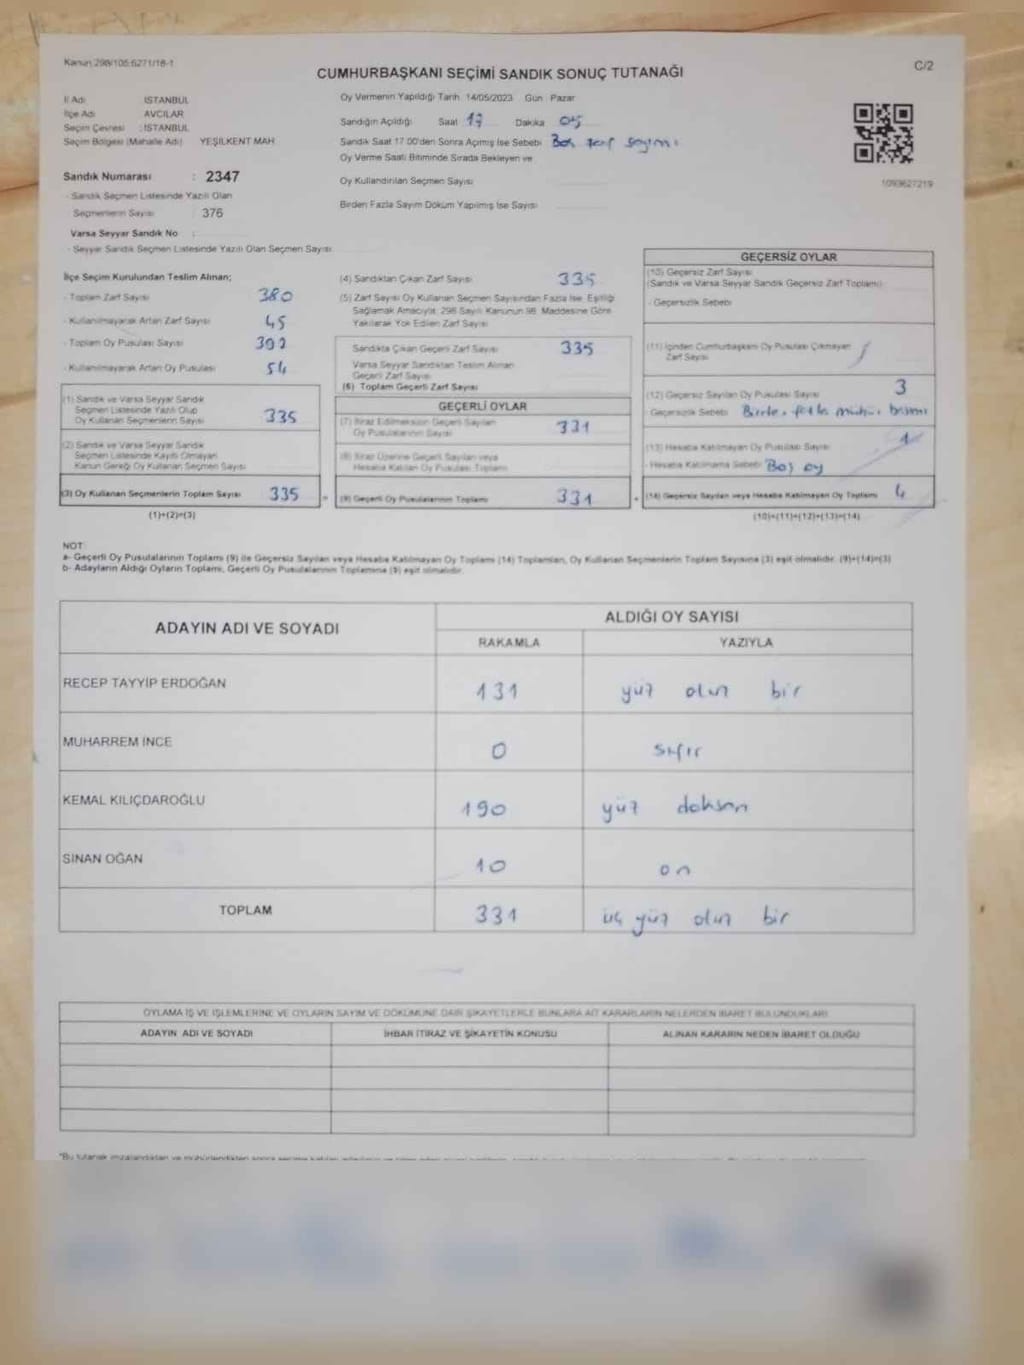 Kanun:298/105;6271/18-1
C/2
CUMHURBAŞKANI SEÇİMİ SANDIK SONUÇ TUTANAĞI
İl Adı : İSTANBUL
İlçe Adı : AVCILAR
Seçim Çevresi : İSTANBUL
Seçim Bölgesi (Mahalle Adı) : YEŞİLKENT MAH.
Sandık Numarası : 2347
- Sandık Seçmen Listesinde Yazılı Olan
Seçmenlerin Sayısı : 376
Varsa Seyyar Sandık No :
- Seyyar Sandık Seçmen Listesinde Yazılı Olan Seçmen Sayısı:
Oy Vermenin Yapıldığı Tarih: 14/05/2023 Gün: Pazar
Sandığın Açıldığı: Saat: 17 Dakika: 05
Sandık Saat 17.00'den Sonra Açmış İse Sebebi: Boş zarf sayımı
Oy Verme Saati Bitiminde Sırada Bekleyen ve
Oy Kullandırılan Seçmen Sayısı:
Birden Fazla Sayım Döküm Yapılmış İse Sayısı:
1093627219
İlçe Seçim Kurulundan Teslim Alınan;
- Toplam Zarf Sayısı : 380
- Kullanılmayarak Artan Zarf Sayısı : 45
- Toplam Oy Pusulası Sayısı :
- Kullanılmayarak Artan Oy Pusulası : 54
(1) Sandık ve Varsa Seyyar Sandık
Seçmen Listesinde Yazılı Olup
Oy Kullanan Seçmenlerin Sayısı : 335
(2) Sandık ve Varsa Seyyar Sandık
Seçmen Listesinde Kayıtlı Olmayan
Kanun Gereği Oy Kullanan Seçmen Sayısı:
(3) Oy Kullanan Seçmenlerin Toplam Sayısı : 335
(1)+(2)=(3)
(4) Sandıktan Çıkan Zarf Sayısı : 335
(5) Zarf Sayısı Oy Kullanan Seçmen Sayısından Fazla İse, Eşitliği
Sağlamak Amacıyla; 298 Sayılı Kanunun 98. Maddesine Göre
Yakılarak Yok Edilen Zarf Sayısı :
Sandıkta Çıkan Geçerli Zarf Sayısı : 335
Varsa Seyyar Sandıktan Teslim Alınan
Geçerli Zarf Sayısı :
(6) Toplam Geçerli Zarf Sayısı :
GEÇERLİ OYLAR
(7) İtiraz Edilmeksizin Geçerli Sayılan
Oy Pusulalarının Sayısı : 331
(8) İtiraz Üzerine Geçerli Sayılan veya
Hesaba Katılan Oy Pusulası Toplamı :
(9) Geçerli Oy Pusulalarının Toplamı : 331
GEÇERSİZ OYLAR
(10) Geçersiz Zarf Sayısı
(Sandık ve Varsa Seyyar Sandık Geçersiz Zarf Toplamı):
- Geçersizlik Sebebi :
(11) İçinden Cumhurbaşkanı Oy Pusulası Çıkmayan
Zarf Sayısı :
(12) Geçersiz Sayılan Oy Pusulası Sayısı : 3
- Geçersizlik Sebebi : Birden fazla mühür basımı
(13) Hesaba Katılmayan Oy Pusulası Sayısı : 1
- Hesaba Katılmama Sebebi: Boş oy
(14) Geçersiz Sayılan veya Hesaba Katılmayan Oy Toplamı : 4
(10)+(11)+(12)+(13)=(14)
NOT:
a- Geçerli Oy Pusulalarının Toplamı (9) ile Geçersiz Sayılan veya Hesaba Katılmayan Oy Toplamı (14) Toplamları, Oy Kullanan Seçmenlerin Toplam Sayısına (3) eşit olmalıdır. (9)+(14)=(3)
b- Adayların Aldığı Oyların Toplamı, Geçerli Oy Pusulalarının Toplamına (9) eşit olmalıdır.
ADAYIN ADI VE SOYADI
ALDIĞI OY SAYISI
RAKAMLA YAZIYLA
RECEP TAYYİP ERDOĞAN 131 yüz otuz bir
MUHARREM İNCE 0 sıfır
KEMAL KILIÇDAROĞLU 190 yüz doksan
SİNAN OĞAN 10 on
TOPLAM 331 üç yüz otuz bir
OYLAMA İŞ VE İŞLEMLERİNE VE OYLARIN SAYIM VE DÖKÜMÜNE DAİR ŞİKAYETLERLE BUNLARA AİT KARARLARIN NELERDEN İBARET BULUNDUKLARI
ADAYIN ADI VE SOYADI
İHBAR İTİRAZ VE ŞİKAYETİN KONUSU
ALINAN KARARIN NEDEN İBARET OLDUĞU